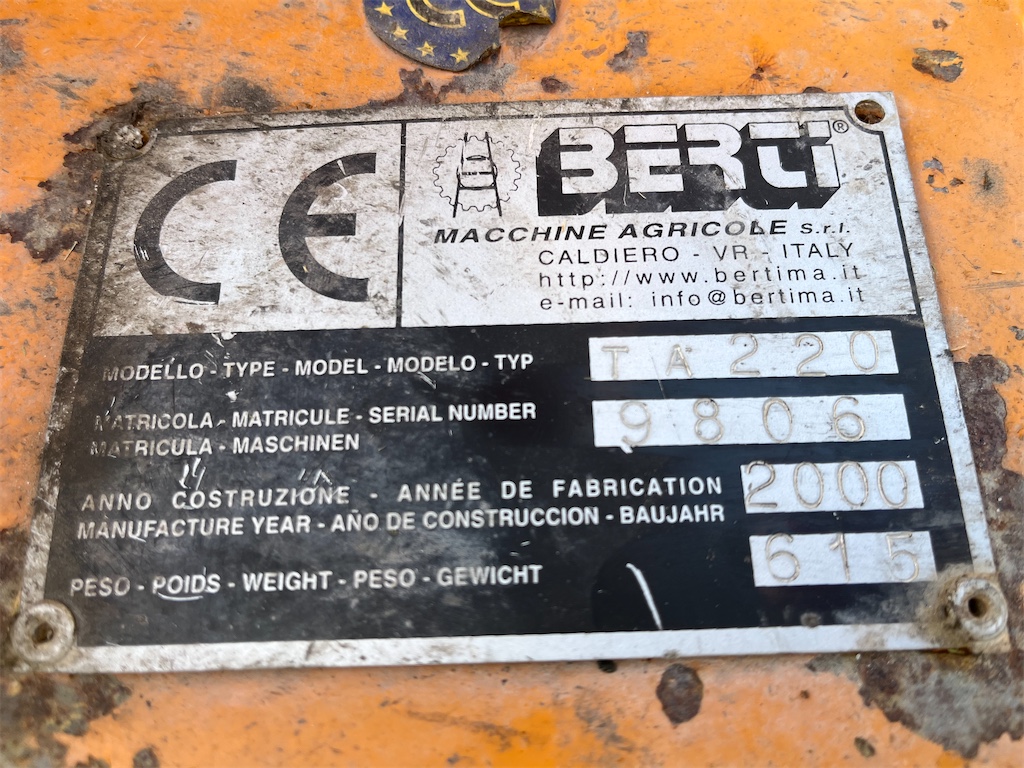 CE
BERTI®
MACCHINE AGRICOLE s.r.l.
CALDIERO - VR - ITALY
http://www.bertima.it
e-mail: info@bertima.it
MODELLO - TYPE - MODEL - MODELO - TYP TA 220
MATRICOLA - MATRICULE - SERIAL NUMBER 9806
MATRICULA - MASCHINEN
ANNO COSTRUZIONE - ANNÉE DE FABRICATION 2000
MANUFACTURE YEAR - AÑO DE CONSTRUCCION - BAUJAHR
PESO - POIDS - WEIGHT - PESO - GEWICHT 615